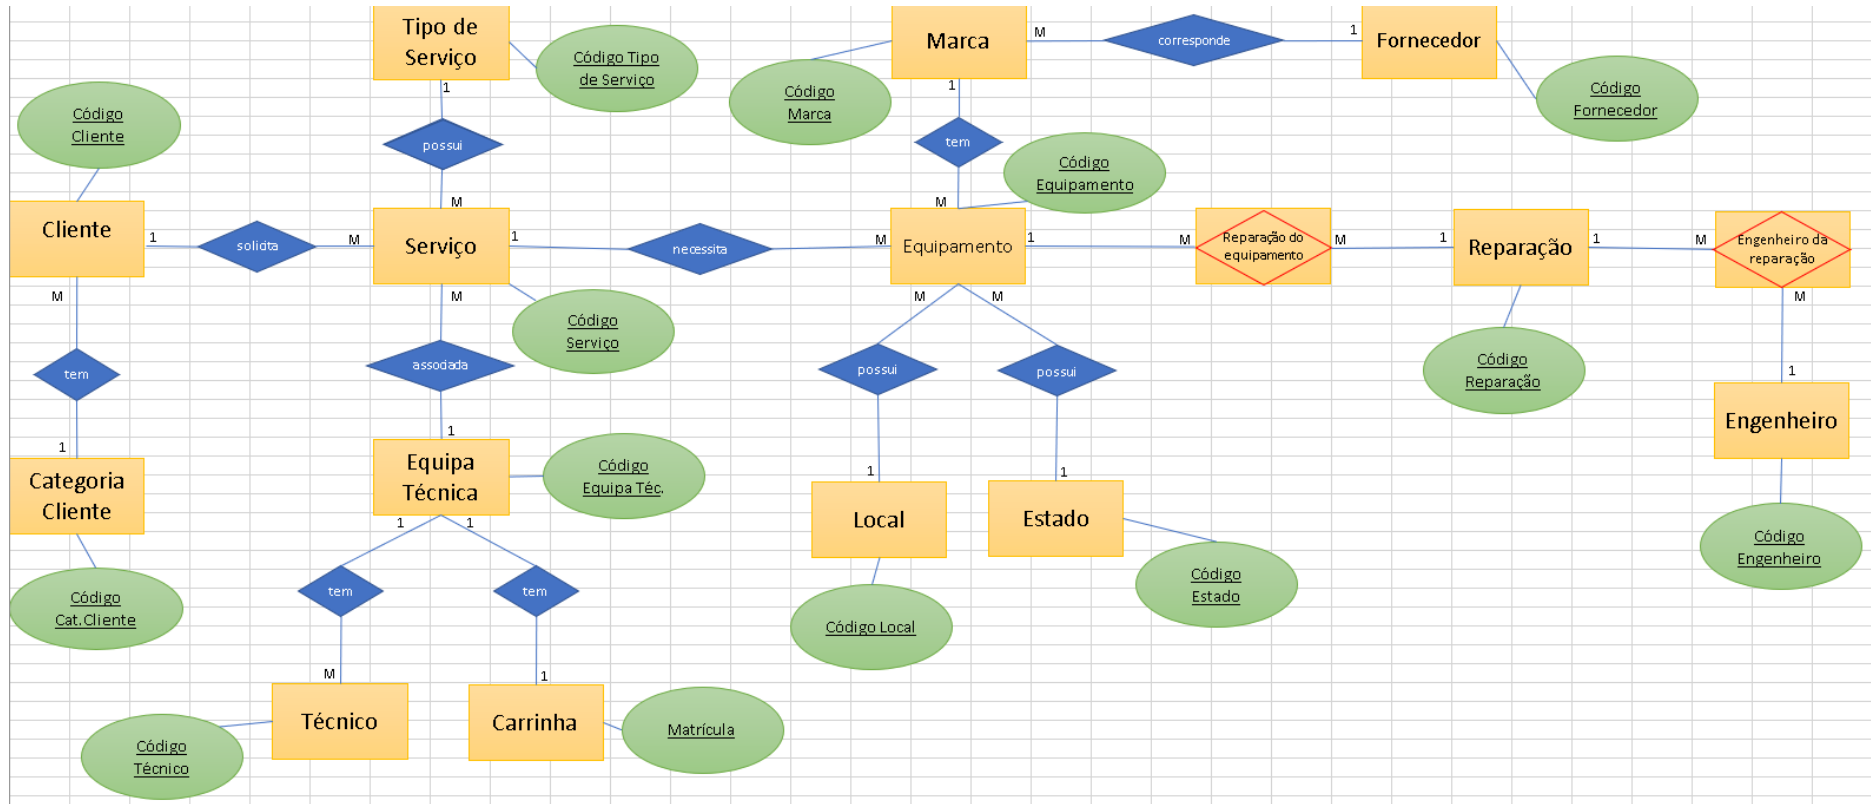 Tipo de
Serviço
Código Tipo
de Serviço
1
possui
M
Marca
Código
Marca
M
corresponde
1
Fornecedor
Código
Fornecedor
1
tem
M
Código
Equipamento
Código
Cliente
Cliente
1
solicita
M
Serviço
1
necessita
M
Equipamento
1
M
Reparação do
equipamento
M
1
Reparação
1
M
Engenheiro da
reparação
M
1
Engenheiro
Código
Engenheiro
Código
Reparação
M
tem
1
Categoria
Cliente
Código
Cat.Cliente
Código
Serviço
M
associada
1
Equipa
Técnica
Código
Equipa Téc.
1
1
tem
tem
M
1
Técnico
Código
Técnico
Carrinha
Matrícula
M
M
possui
possui
1
1
Local
Código Local
Estado
Código
Estado